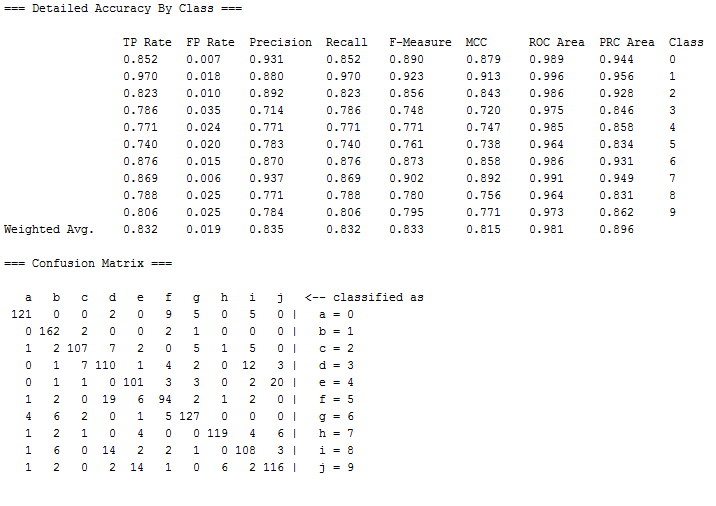 === Detailed Accuracy By Class ===
TP Rate FP Rate Precision Recall F-Measure MCC ROC Area PRC Area Class
0.852 0.007 0.931 0.852 0.890 0.879 0.989 0.944 0
0.970 0.018 0.880 0.970 0.923 0.913 0.996 0.956 1
0.823 0.010 0.892 0.823 0.856 0.843 0.986 0.928 2
0.786 0.035 0.714 0.786 0.748 0.720 0.975 0.846 3
0.771 0.024 0.771 0.771 0.771 0.747 0.985 0.858 4
0.740 0.020 0.783 0.740 0.761 0.738 0.964 0.834 5
0.876 0.015 0.870 0.876 0.873 0.858 0.986 0.931 6
0.869 0.006 0.937 0.869 0.902 0.892 0.991 0.949 7
0.788 0.025 0.771 0.788 0.780 0.756 0.964 0.831 8
0.806 0.025 0.784 0.806 0.795 0.771 0.973 0.862 9
Weighted Avg. 0.832 0.019 0.835 0.832 0.833 0.815 0.981 0.896
=== Confusion Matrix ===
a b c d e f g h i j <-- classified as
121 0 0 2 0 9 5 0 5 0 | a = 0
0 162 2 0 0 2 1 0 0 0 | b = 1
1 2 107 7 2 0 5 1 5 0 | c = 2
0 1 7 110 1 4 2 0 12 3 | d = 3
0 1 1 0 101 3 3 0 2 20 | e = 4
1 2 0 19 6 94 2 1 2 0 | f = 5
4 6 2 0 1 5 127 0 0 0 | g = 6
1 2 1 0 4 0 0 119 4 6 | h = 7
1 6 0 14 2 2 1 0 108 3 | i = 8
1 2 0 2 14 1 0 6 2 116 | j = 9